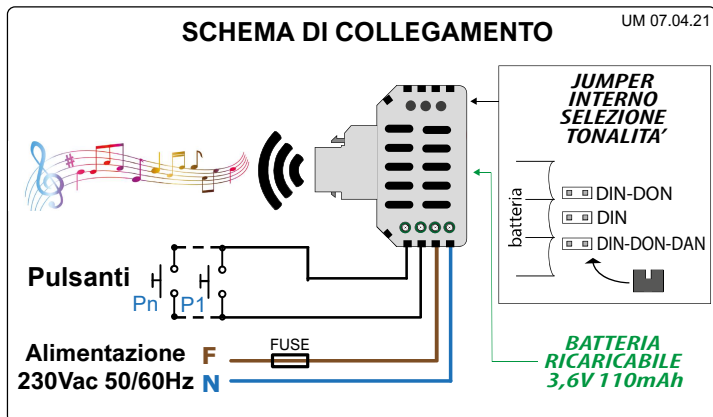 SCHEMA DI COLLEGAMENTO
UM 07.04.21
JUMPER
INTERNO
SELEZIONE
TONALITA’
batteria
DIN-DON
DIN
DIN-DON-DAN
Pulsanti
Pn
P1
Alimentazione
230Vac 50/60Hz
F
N
FUSE
BATTERIA
RICARICABILE
3,6V 110mAh